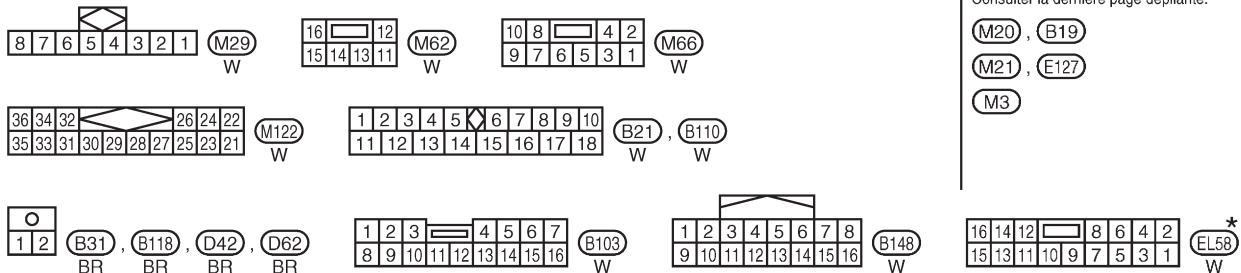 Consulter la dernière page dépliante.
8 7 6 5 4 3 2 1 M29
W
16 12
15 14 13 11 M62
W
10 8 4 2
9 7 6 5 3 1 M66
W
M20 , B19
M21 , E127
M3
36 34 32 26 24 22
35 33 31 30 29 28 27 25 23 21 M122
W
1 2 3 4 5 6 7 8 9 10
11 12 13 14 15 16 17 18 B21 , B110
W W
1 2 B31 , B118 , D42 , D62
BR BR BR BR
1 2 3 4 5 6 7
8 9 10 11 12 13 14 15 16 B103
W
1 2 3 4 5 6 7 8
9 10 11 12 13 14 15 16 B148
W
16 14 12 8 6 4 2 *
15 13 11 10 9 7 5 3 1 EL58
W